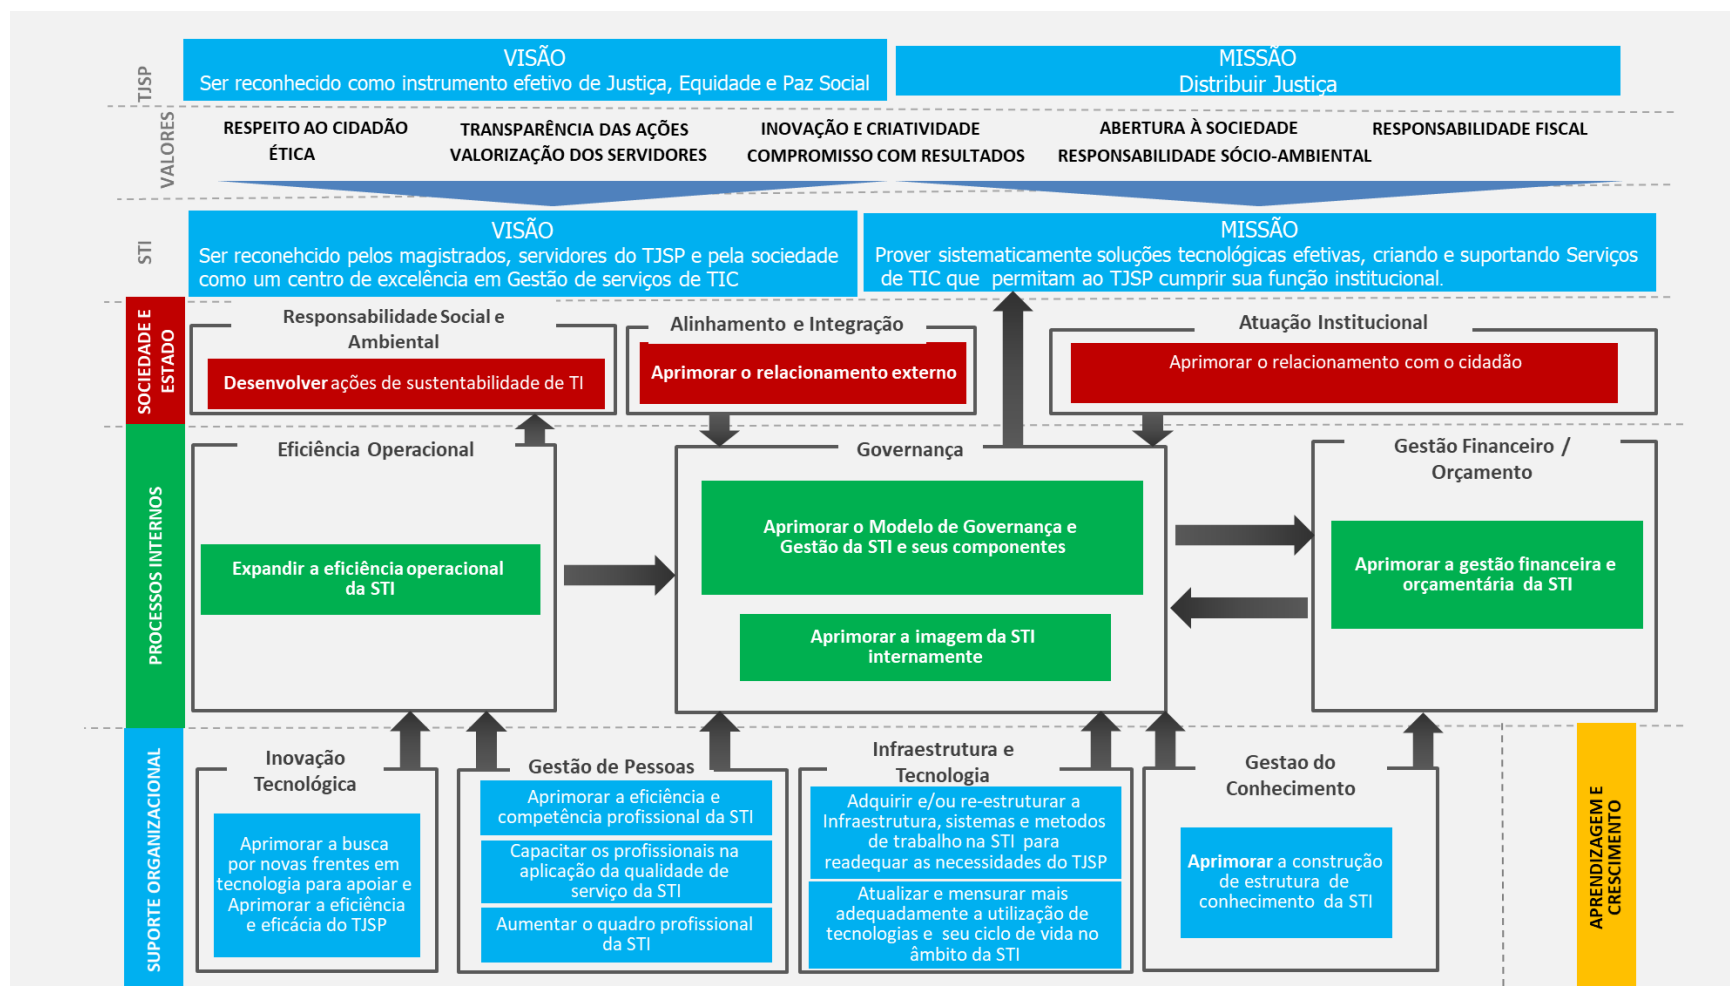 TJSP
VISÃO
Ser reconhecido como instrumento efetivo de Justiça, Equidade e Paz Social
MISSÃO
Distribuir Justiça
VALORES
RESPEITO AO CIDADÃO
ÉTICA
TRANSPARÊNCIA DAS AÇÕES
VALORIZAÇÃO DOS SERVIDORES
INOVAÇÃO E CRIATIVIDADE
COMPROMISSO COM RESULTADOS
ABERTURA À SOCIEDADE
RESPONSABILIDADE SÓCIO-AMBIENTAL
RESPONSABILIDADE FISCAL
STI
VISÃO
Ser reconehcido pelos magistrados, servidores do TJSP e pela sociedade
como um centro de excelência em Gestão de serviços de TIC
MISSÃO
Prover sistematicamente soluções tecnológicas efetivas, criando e suportando Serviços
de TIC que permitam ao TJSP cumprir sua função institucional.
SOCIEDADE E
ESTADO
Responsabilidade Social e
Ambiental
Desenvolver ações de sustentabilidade de TI
Alinhamento e Integração
Aprimorar o relacionamento externo
Atuação Institucional
Aprimorar o relacionamento com o cidadão
PROCESSOS INTERNOS
Eficiência Operacional
Expandir a eficiência operacional
da STI
Governança
Aprimorar o Modelo de Governança e
Gestão da STI e seus componentes
Aprimorar a imagem da STI
internamente
Gestão Financeiro /
Orçamento
Aprimorar a gestão financeira e
orçamentária da STI
SUPORTE ORGANIZACIONAL
Inovação
Tecnológica
Aprimorar a busca
por novas frentes em
tecnologia para apoiar e
Aprimorar a eficiência
e eficácia do TJSP
Gestão de Pessoas
Aprimorar a eficiência e
competência profissional da STI
Capacitar os profissionais na
aplicação da qualidade de
serviço da STI
Aumentar o quadro profissional
da STI
Infraestrutura e
Tecnologia
Adquirir e/ou re-estruturar a
Infraestrutura, sistemas e metodos
de trabalho na STI para
readequar as necessidades do TJSP
Atualizar e mensurar mais
adequadamente a utilização de
tecnologias e seu ciclo de vida no
âmbito da STI
Gestao do
Conhecimento
Aprimorar a construção
de estrutura de
conhecimento da STI
APRENDIZAGEM E
CRESCIMENTO